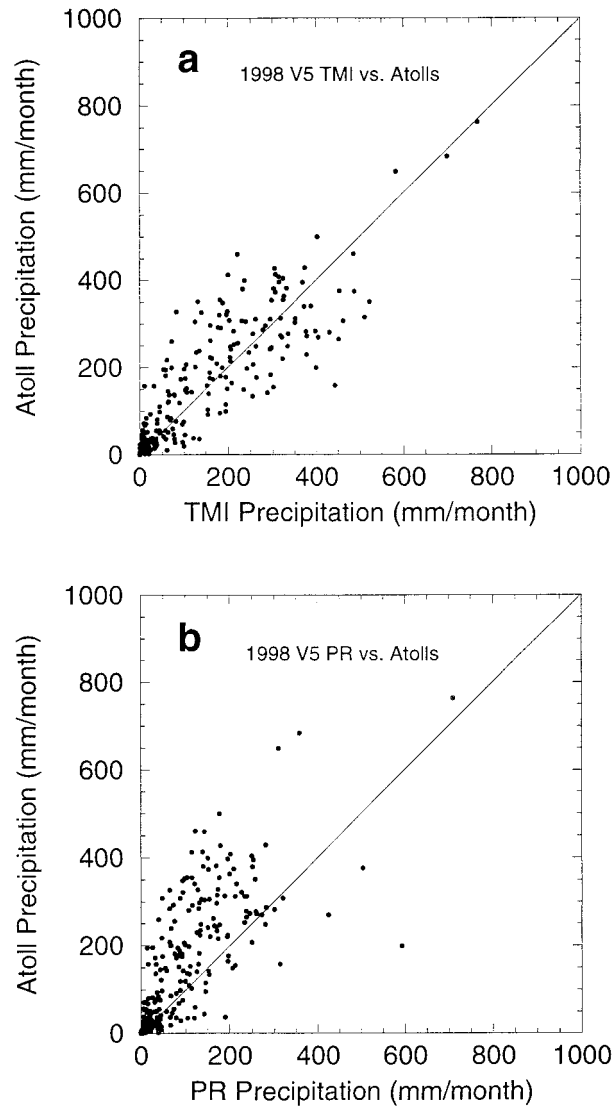 1000
a
1998 V5 TMI vs. Atolls
800
600
400
200
0
0 200 400 600 800 1000
Atoll Precipitation (mm/month)
TMI Precipitation (mm/month)
1000
b
1998 V5 PR vs. Atolls
800
600
400
200
0
0 200 400 600 800 1000
Atoll Precipitation (mm/month)
PR Precipitation (mm/month)